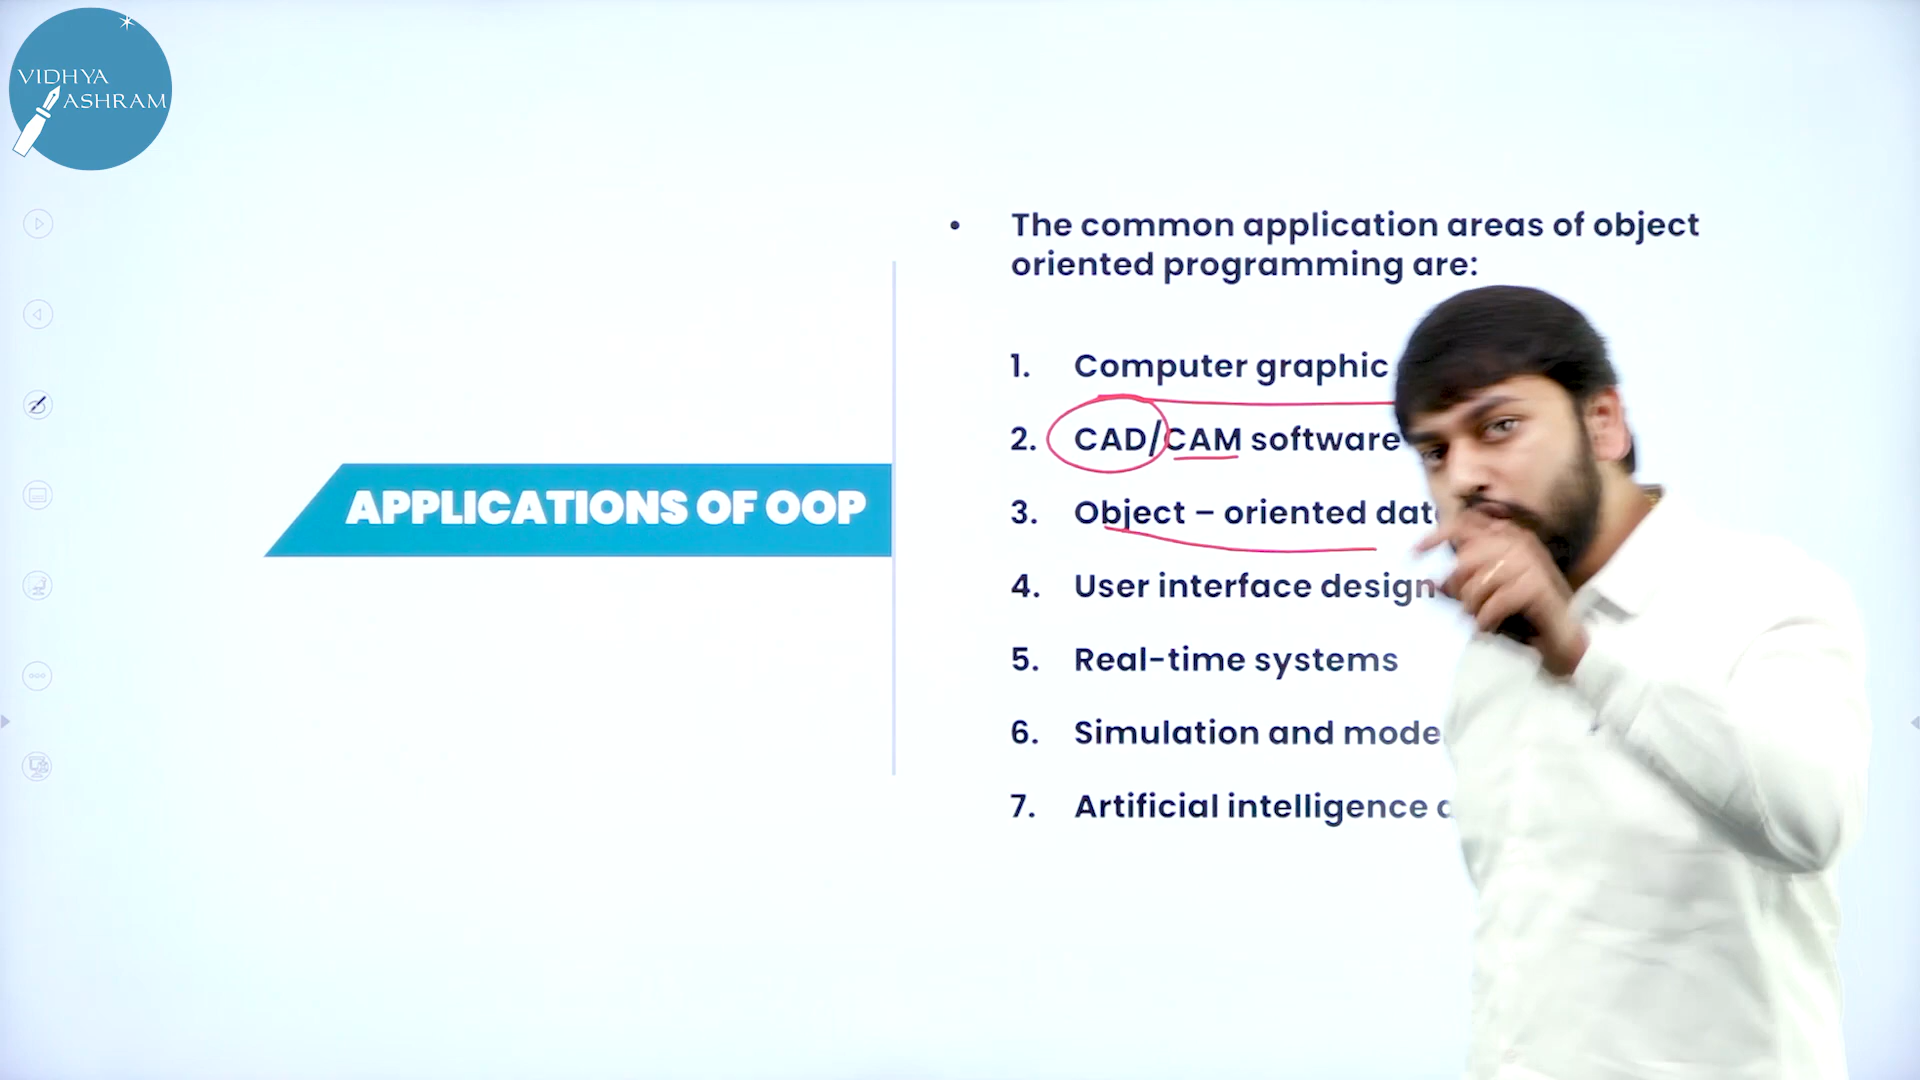 VIDHYA
ASHRAM
• The common application areas of object
oriented programming are:
1. Computer graphic
2. CAD/CAM software
APPLICATIONS OF OOP
3. Object – oriented
4. User interface design
5. Real-time systems
6. Simulation and
7. Artificial intelligence